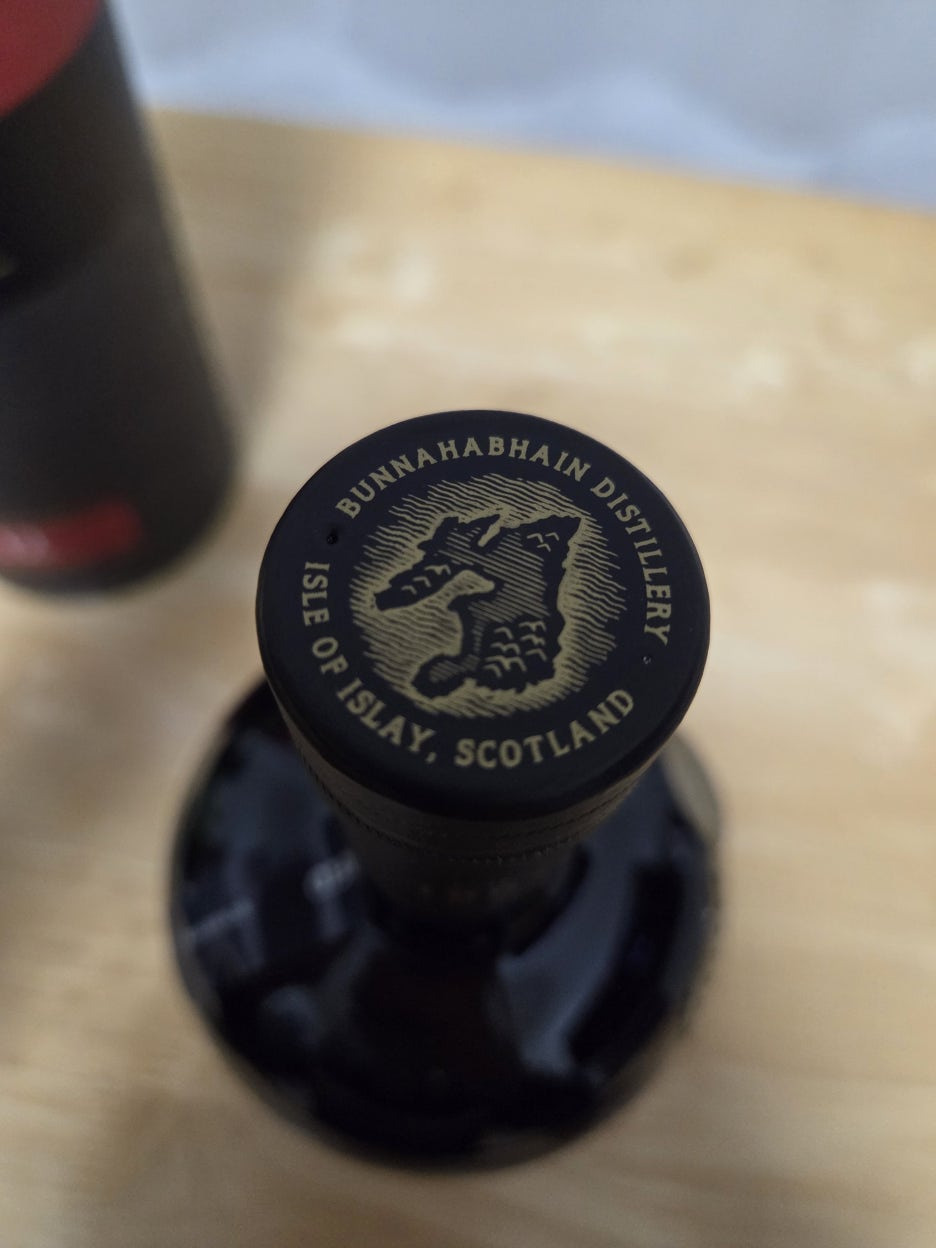 BUNNAHABHAIN DISTILLERY
ISLE OF ISLAY, SCOTLAND